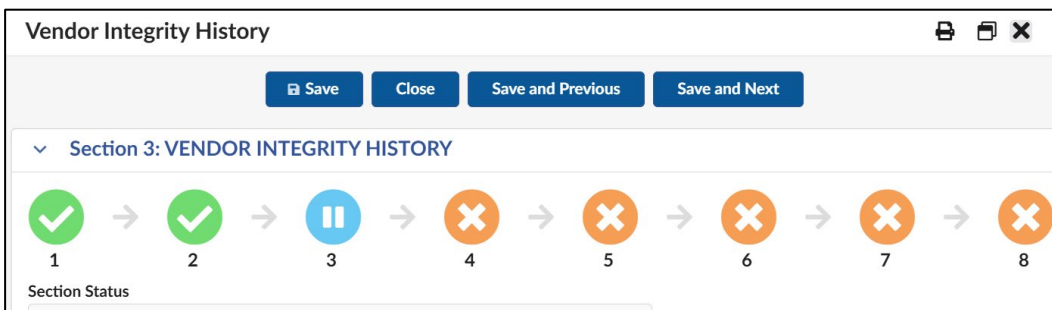 Vendor Integrity History
Save Close Save and Previous Save and Next
Section 3: VENDOR INTEGRITY HISTORY
1 2 3 4 5 6 7 8
Section Status